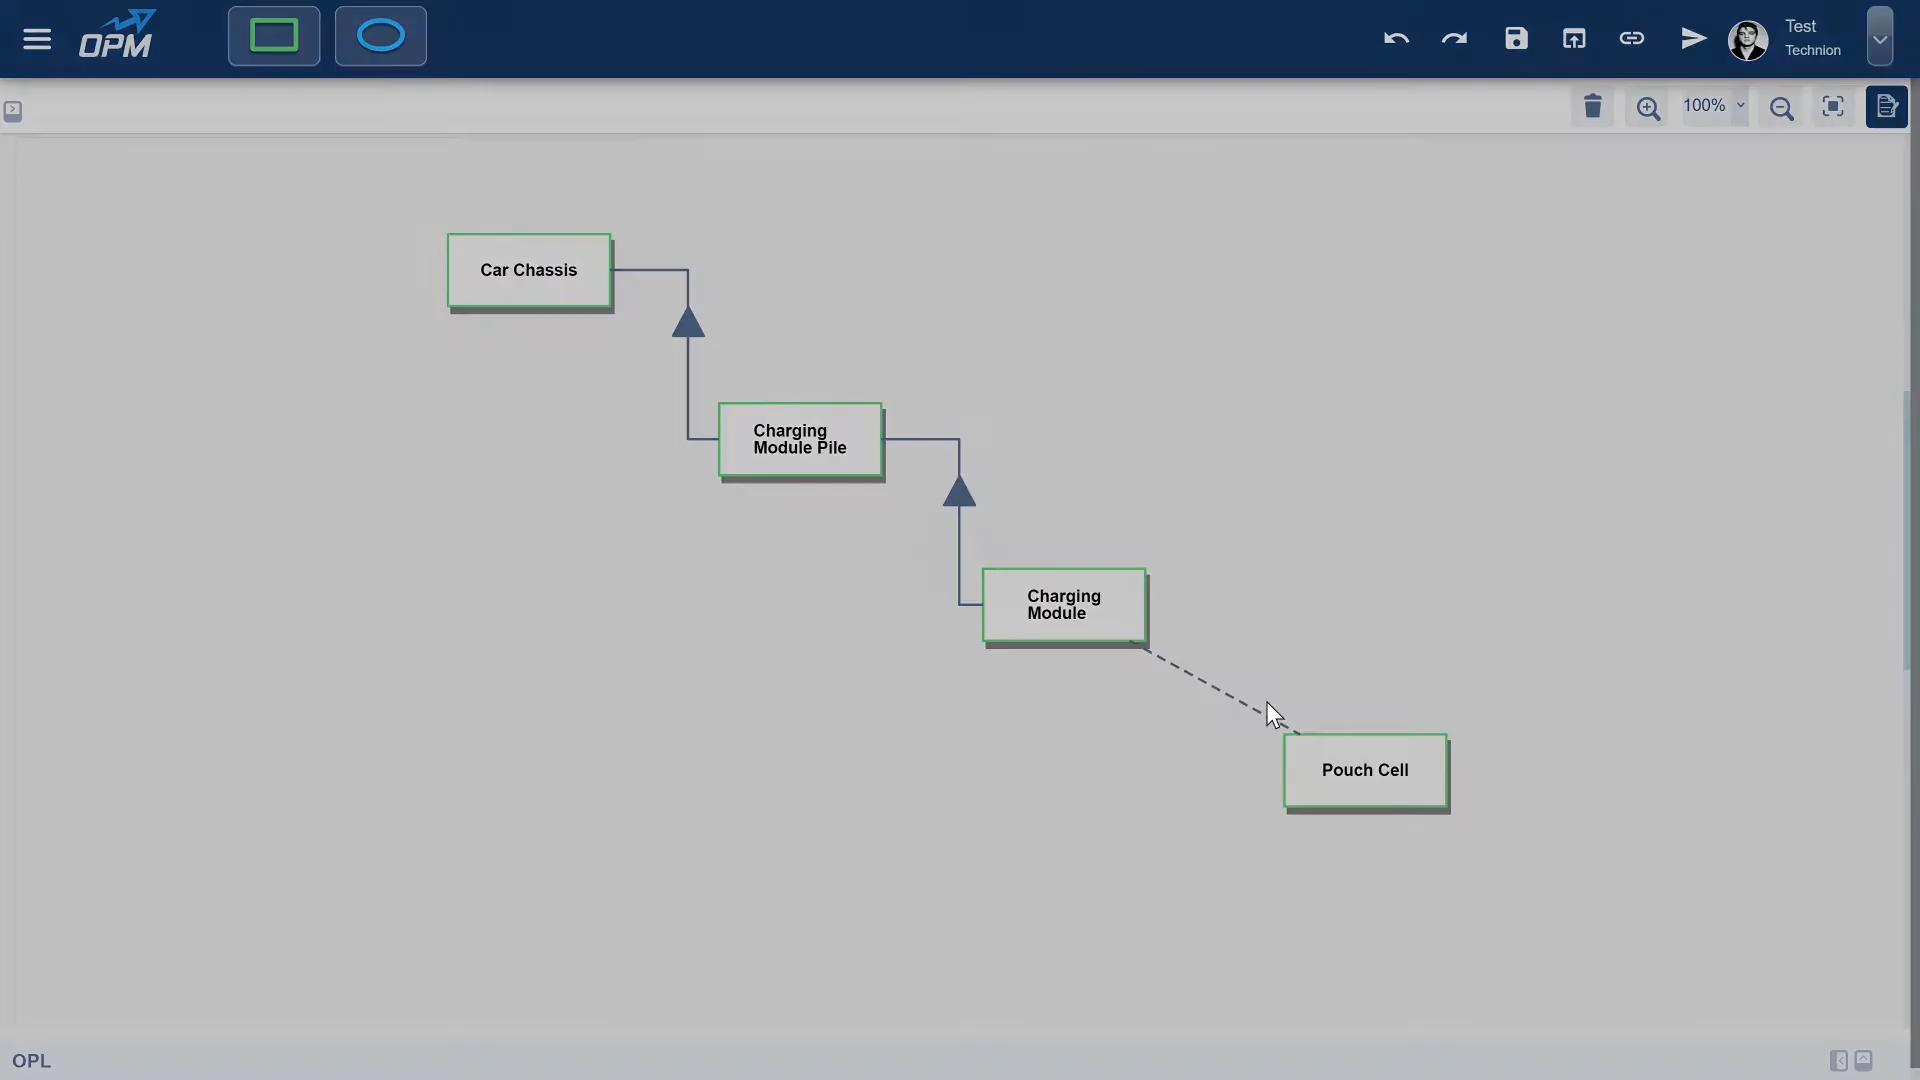 OPM
Test
Technion
100%
Car Chassis
Charging
Module Pile
Charging
Module
Pouch Cell
OPL